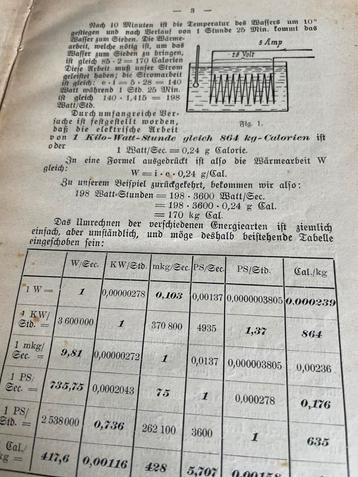 — 3 —
Nach 10 Minuten ist die Temperatur des Wassers um 10°
gestiegen und nach Verlauf von 1 Stunde 25 Min. kommt das
Wasser zum Sieden. Die Wärme-
arbeit, welche nötig ist, um das
Wasser zum Sieden zu bringen,
ist gleich 85 · 2 = 170 Calorien
Diese Arbeit muß unser Strom
geleistet haben; die Stromarbeit
ist gleich: e · i = 5 · 28 = 140
Watt während 1 Std. 25 Min.
ist gleich 140 · 1,415 = 198
Watt/Std.
5 Amp
28 Volt
Fig. 1.
Durch umfangreiche Ver-
suche ist festgestellt worden,
daß die elektrische Arbeit
von 1 Kilo-Watt-Stunde gleich 864 kg-Calorien ist
oder
1 Watt/Sec. = 0,24 g Calorie.
In eine Formel ausgedrückt ist also die Wärmearbeit W
gleich:
W = i · e · 0,24 g/Cal.
Zu unserem Beispiel zurückgekehrt, bekommen wir also:
198 Watt-Stunden = 198 · 3600 Watt/Sec.
= 198 · 3600 · 0,24 g Cal.
= 170 kg Cal.
Das Umrechnen der verschiedenen Energiearten ist ziemlich
einfach, aber umständlich, und möge deshalb beistehende Tabelle
eingeschoben sein:
W/Sec. KW/Std. mkg/Sec. PS/Sec. PS/Std. Cal./kg
1 W = 1 0,00000278 0,103 0,00137 0,0000003805 0,000239
1 KW/
Std. = 3 600 000 1 370 800 4935 1,37 864
1 mkg/
Sec. = 9,81 0,00000272 1 0,0137 0,000003805 0,00236
1 PS/
Sec. = 735,75 0,0002043 75 1 0,000278 0,176
1 PS/
Std. = 2 538 000 0,736 262 100 3600 1 635
Cal./
kg = 417,6 0,00116 428 5,707 0,00158